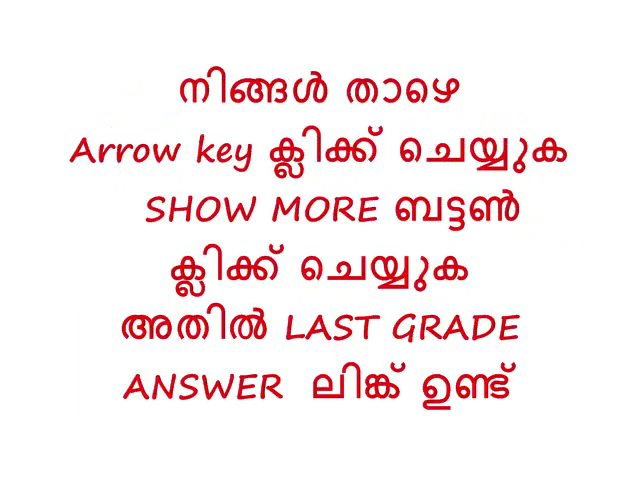 നിങ്ങൾ താഴെ
Arrow key ക്ലിക്ക് ചെയ്യുക
SHOW MORE ബട്ടൺ
ക്ലിക്ക് ചെയ്യുക
അതിൽ LAST GRADE
ANSWER ലിങ്ക് ഉണ്ട്